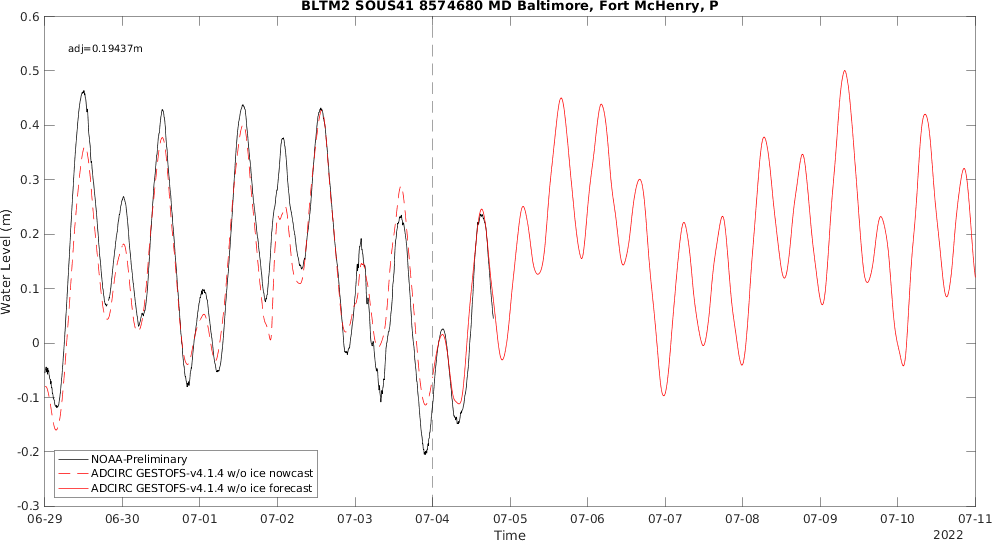 BLTM2 SOUS41 8574680 MD Baltimore, Fort McHenry, P
adj=0.19437m
Water Level (m)
0.6
0.5
0.4
0.3
0.2
0.1
0
-0.1
-0.2
-0.3
NOAA-Preliminary
ADCIRC GESTOFS-v4.1.4 w/o ice nowcast
ADCIRC GESTOFS-v4.1.4 w/o ice forecast
06-29 06-30 07-01 07-02 07-03 07-04 07-05 07-06 07-07 07-08 07-09 07-10 07-11
Time
2022